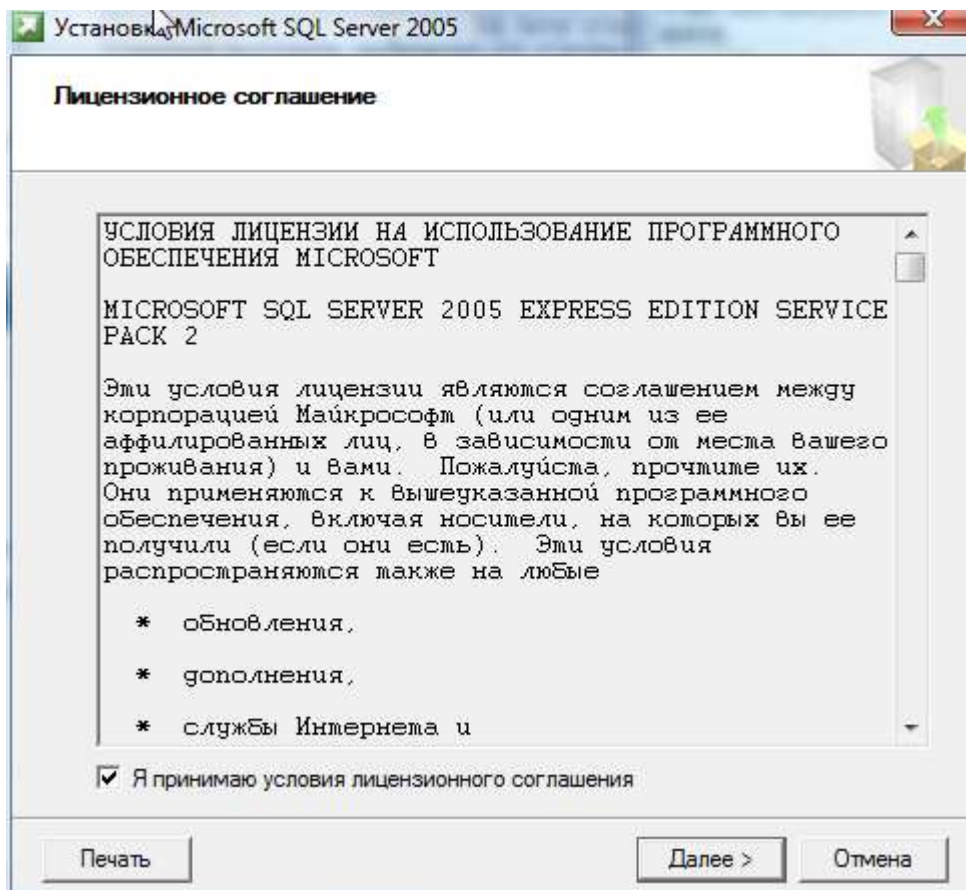 Установка Microsoft SQL Server 2005
Лицензионное соглашение
УСЛОВИЯ ЛИЦЕНЗИИ НА ИСПОЛЬЗОВАНИЕ ПРОГРАММНОГО
ОБЕСПЕЧЕНИЯ MICROSOFT
MICROSOFT SQL SERVER 2005 EXPRESS EDITION SERVICE
PACK 2
Эти условия лицензии являются соглашением между
корпорацией Майкрософт (или одним из ее
аффилированных лиц, в зависимости от места вашего
проживания) и вами.  Пожалуйста, прочтите их.
Они применяются к вышеуказанной программного
обеспечения, включая носители, на которых вы ее
получили (если они есть).  Эти условия
распространяются также на любые
* обновления,
* дополнения,
* службы Интернета и
Я принимаю условия лицензионного соглашения
Печать
Далее >
Отмена